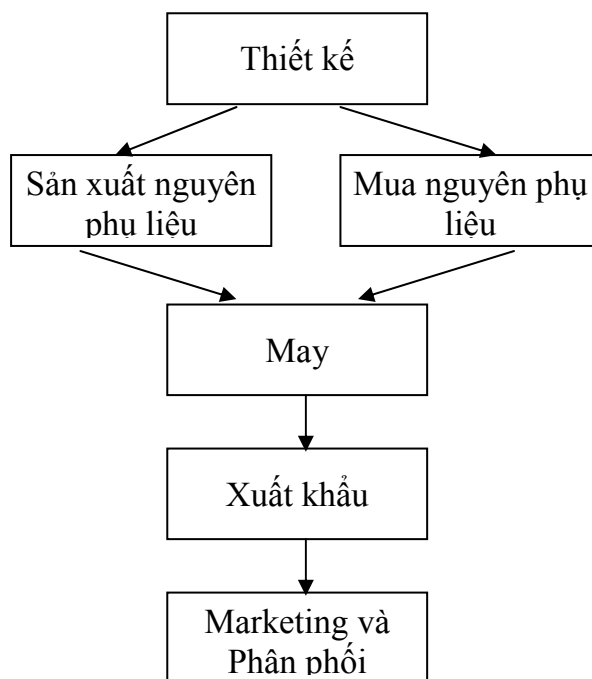 Thiết kế
Sản xuất nguyên
phụ liệu
Mua nguyên phụ
liệu
May
Xuất khẩu
Marketing và
Phân phối